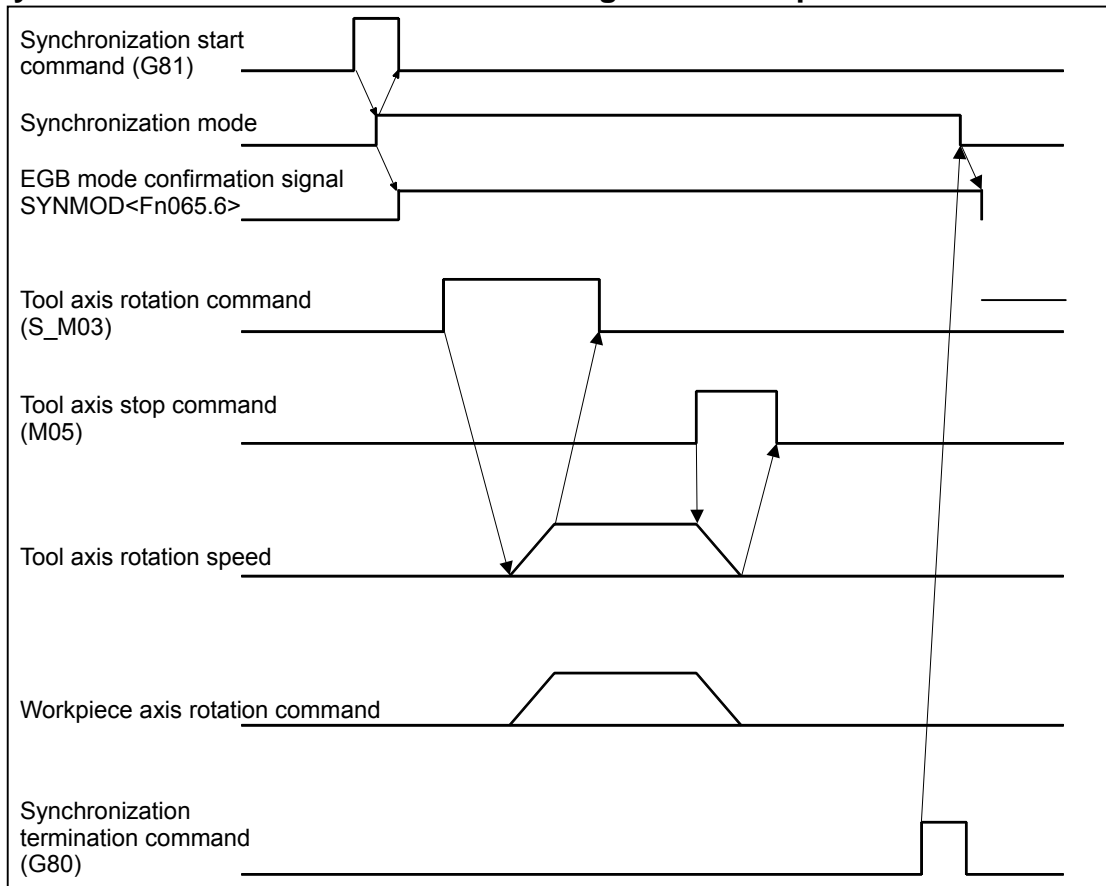 Synchronization start
command (G81)
Synchronization mode
EGB mode confirmation signal
SYNMOD<Fn065.6>
Tool axis rotation command
(S_M03)
Tool axis stop command
(M05)
Tool axis rotation speed
Workpiece axis rotation command
Synchronization
termination command
(G80)